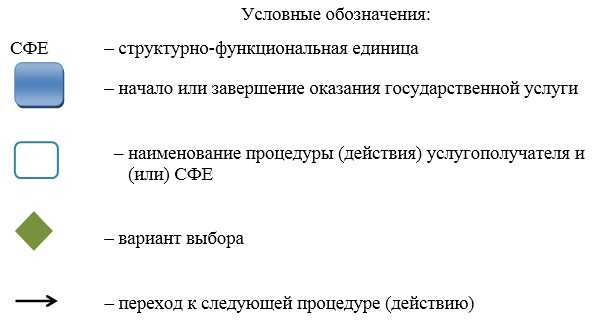 Условные обозначения:
СФЕ – структурно-функциональная единица
– начало или завершение оказания государственной услуги
– наименование процедуры (действия) услугополучателя и
(или) СФЕ
– вариант выбора
– переход к следующей процедуре (действию)